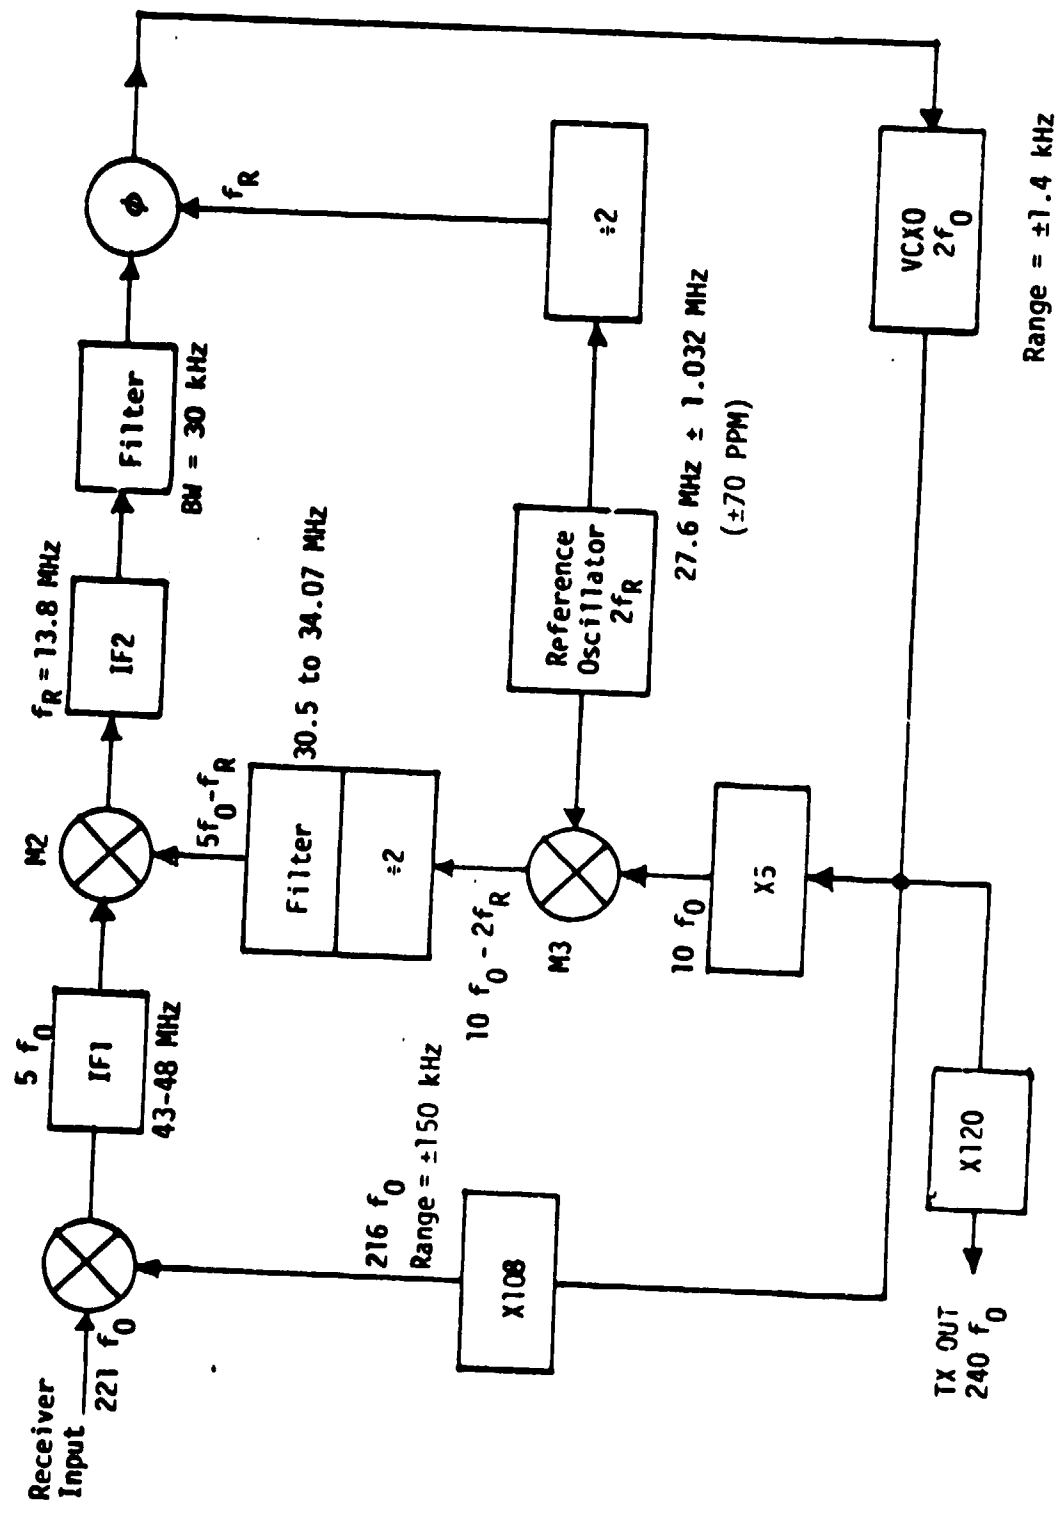 Receiver
Input
221 f0
5 f0
IF1
43-48 MHz
M2
fR = 13.8 MHz
IF2
Filter
BW = 30 kHz
φ
fR
5f0-fR
Filter
÷2
30.5 to 34.07 MHz
10 f0 - 2fR
M3
Reference
Oscillator
2fR
27.6 MHz ± 1.032 MHz
(±70 PPM)
÷2
10 f0
X5
216 f0
Range = ±150 kHz
X108
VCXO
2f0
Range = ±1.4 kHz
X120
TX OUT
240 f0